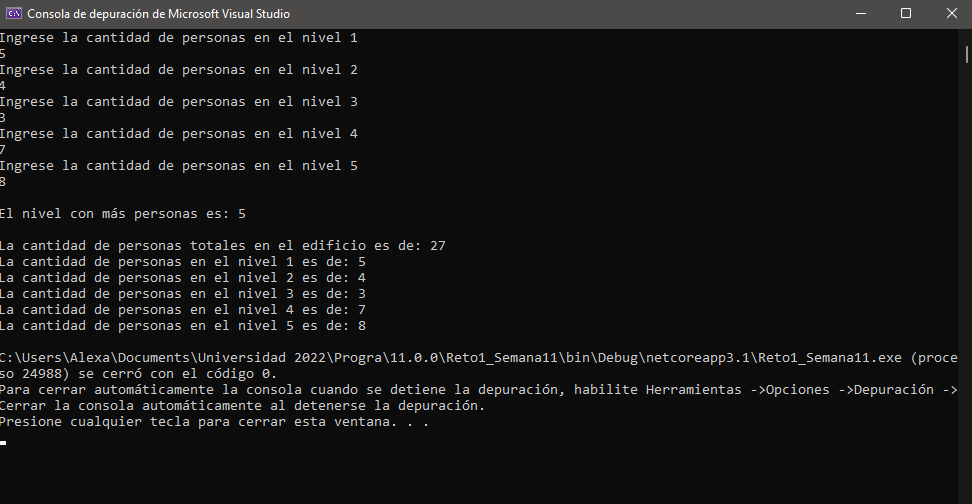 Consola de depuración de Microsoft Visual Studio
Ingrese la cantidad de personas en el nivel 1
5
Ingrese la cantidad de personas en el nivel 2
4
Ingrese la cantidad de personas en el nivel 3
3
Ingrese la cantidad de personas en el nivel 4
7
Ingrese la cantidad de personas en el nivel 5
8
El nivel con más personas es: 5
La cantidad de personas totales en el edificio es de: 27
La cantidad de personas en el nivel 1 es de: 5
La cantidad de personas en el nivel 2 es de: 4
La cantidad de personas en el nivel 3 es de: 3
La cantidad de personas en el nivel 4 es de: 7
La cantidad de personas en el nivel 5 es de: 8
C:\Users\Alexa\Documents\Universidad 2022\Progra\11.0.0\Reto1_Semana11\bin\Debug\netcoreapp3.1\Reto1_Semana11.exe (proce
so 24988) se cerró con el código 0.
Para cerrar automáticamente la consola cuando se detiene la depuración, habilite Herramientas ->Opciones ->Depuración ->
Cerrar la consola automáticamente al detenerse la depuración.
Presione cualquier tecla para cerrar esta ventana. . .